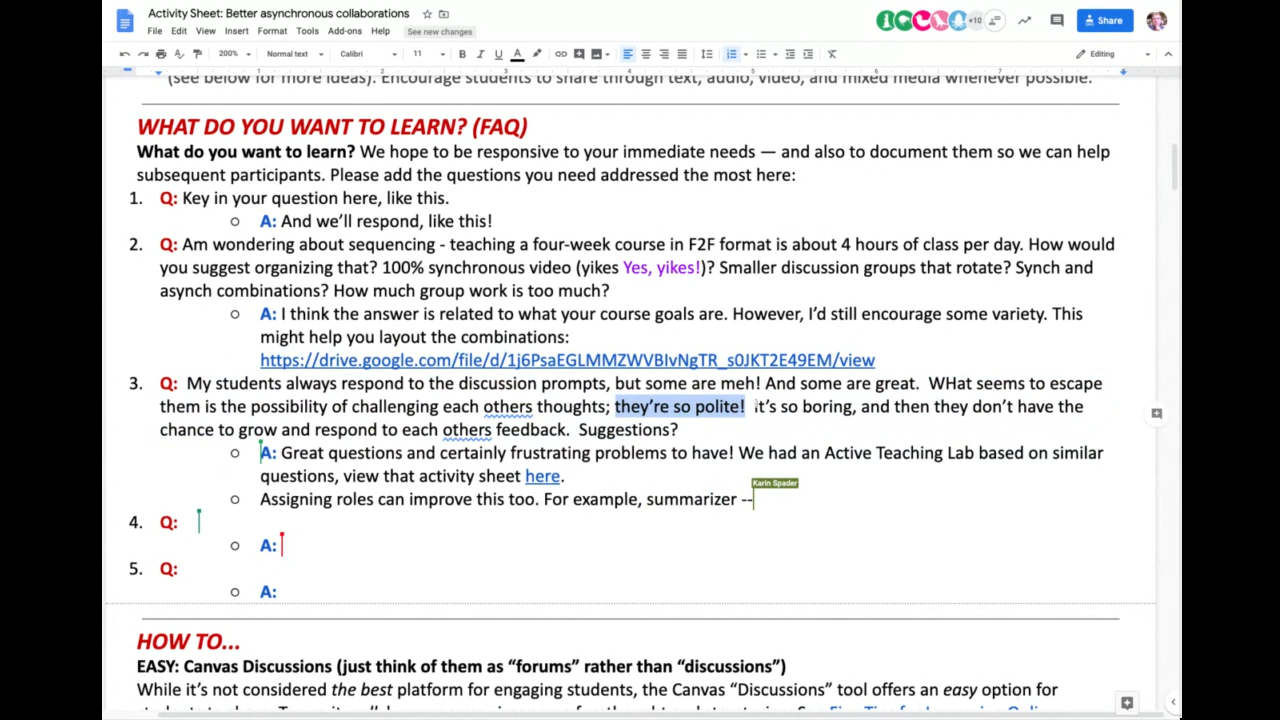 Activity Sheet: Better asynchronous collaborations
+10
Share
File Edit View Insert Format Tools Add-ons Help See new changes
200% Normal text Calibri 11 B I U A Editing
1 2 3 4 5 6 7
(see below for more ideas). Encourage students to share through text, audio, video, and mixed media whenever possible.
WHAT DO YOU WANT TO LEARN? (FAQ)
What do you want to learn? We hope to be responsive to your immediate needs — and also to document them so we can help
subsequent participants. Please add the questions you need addressed the most here:
1. Q: Key in your question here, like this.
A: And we’ll respond, like this!
2. Q: Am wondering about sequencing - teaching a four-week course in F2F format is about 4 hours of class per day. How would
you suggest organizing that? 100% synchronous video (yikes Yes, yikes!)? Smaller discussion groups that rotate? Synch and
asynch combinations? How much group work is too much?
A: I think the answer is related to what your course goals are. However, I’d still encourage some variety. This
might help you layout the combinations:
https://drive.google.com/file/d/1j6PsaEGLMMZWVBIvNgTR_s0JKT2E49EM/view
3. Q: My students always respond to the discussion prompts, but some are meh! And some are great. WHat seems to escape
them is the possibility of challenging each others thoughts; they’re so polite! it’s so boring, and then they don’t have the
chance to grow and respond to each others feedback. Suggestions?
A: Great questions and certainly frustrating problems to have! We had an Active Teaching Lab based on similar
questions, view that activity sheet here.
Karin Spader
Assigning roles can improve this too. For example, summarizer --
4. Q:
A:
5. Q:
A:
HOW TO...
EASY: Canvas Discussions (just think of them as “forums” rather than “discussions”)
While it’s not considered the best platform for engaging students, the Canvas “Discussions” tool offers an easy option for